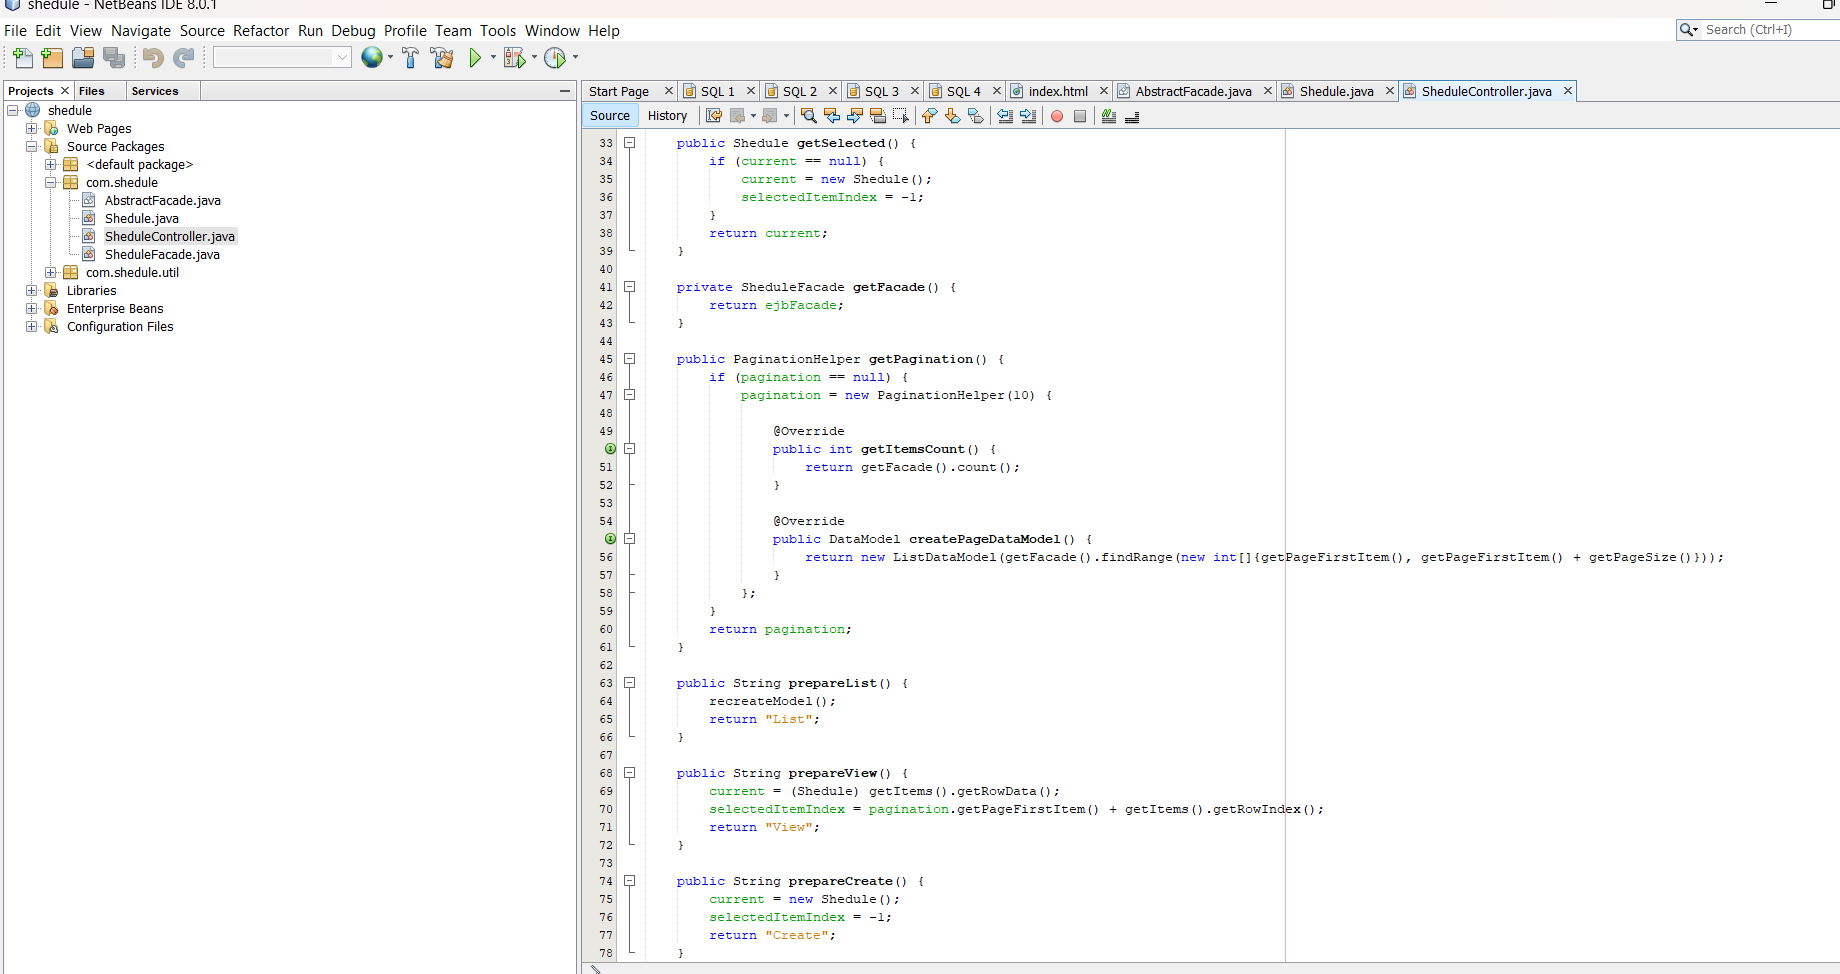 shedule - NetBeans IDE 8.0.1
File Edit View Navigate Source Refactor Run Debug Profile Team Tools Window Help
Search (Ctrl+I)
Projects Files Services
shedule
Web Pages
Source Packages
<default package>
com.shedule
AbstractFacade.java
Shedule.java
SheduleController.java
SheduleFacade.java
com.shedule.util
Libraries
Enterprise Beans
Configuration Files
Start Page SQL 1 SQL 2 SQL 3 SQL 4 index.html AbstractFacade.java Shedule.java SheduleController.java
Source History
33 public Shedule getSelected() {
34 if (current == null) {
35 current = new Shedule();
36 selectedItemIndex = -1;
37 }
38 return current;
39 }
40
41 private SheduleFacade getFacade() {
42 return ejbFacade;
43 }
44
45 public PaginationHelper getPagination() {
46 if (pagination == null) {
47 pagination = new PaginationHelper(10) {
48
49 @Override
public int getItemsCount() {
51 return getFacade().count();
52 }
53
54 @Override
public DataModel createPageDataModel() {
56 return new ListDataModel(getFacade().findRange(new int[]{getPageFirstItem(), getPageFirstItem() + getPageSize()}));
57 }
58 };
59 }
60 return pagination;
61 }
62
63 public String prepareList() {
64 recreateModel();
65 return "List";
66 }
67
68 public String prepareView() {
69 current = (Shedule) getItems().getRowData();
70 selectedItemIndex = pagination.getPageFirstItem() + getItems().getRowIndex();
71 return "View";
72 }
73
74 public String prepareCreate() {
75 current = new Shedule();
76 selectedItemIndex = -1;
77 return "Create";
78 }